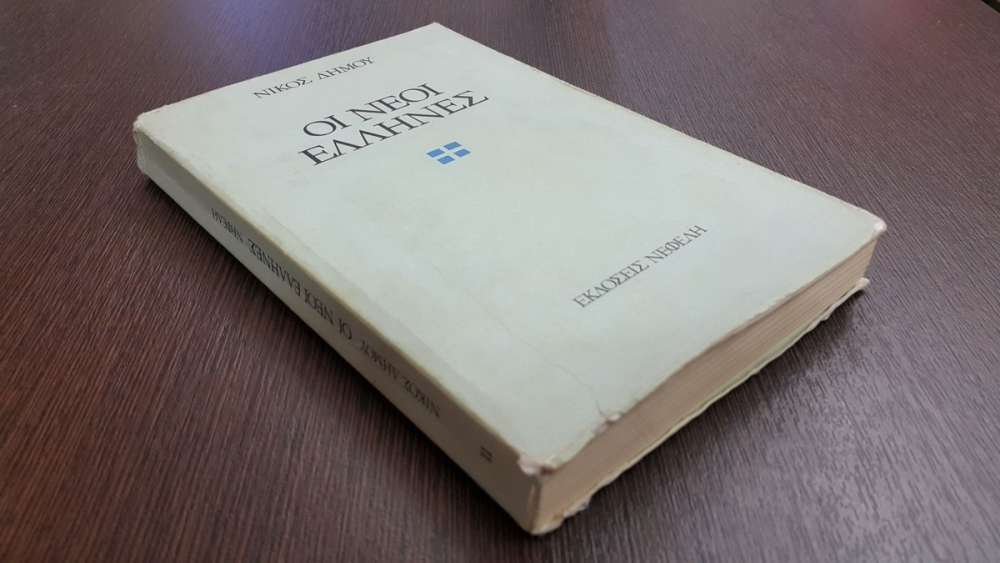 ΝΙΚΟΣ ΔΗΜΟΥ
ΟΙ ΝΕΟΙ
ΕΛΛΗΝΕΣ
ΕΚΔΟΣΕΙΣ ΝΕΦΕΛΗ
ΝΙΚΟΣ ΔΗΜΟΥ ΟΙ ΝΕΟΙ ΕΛΛΗΝΕΣ ΝΕΦΕΛΗ